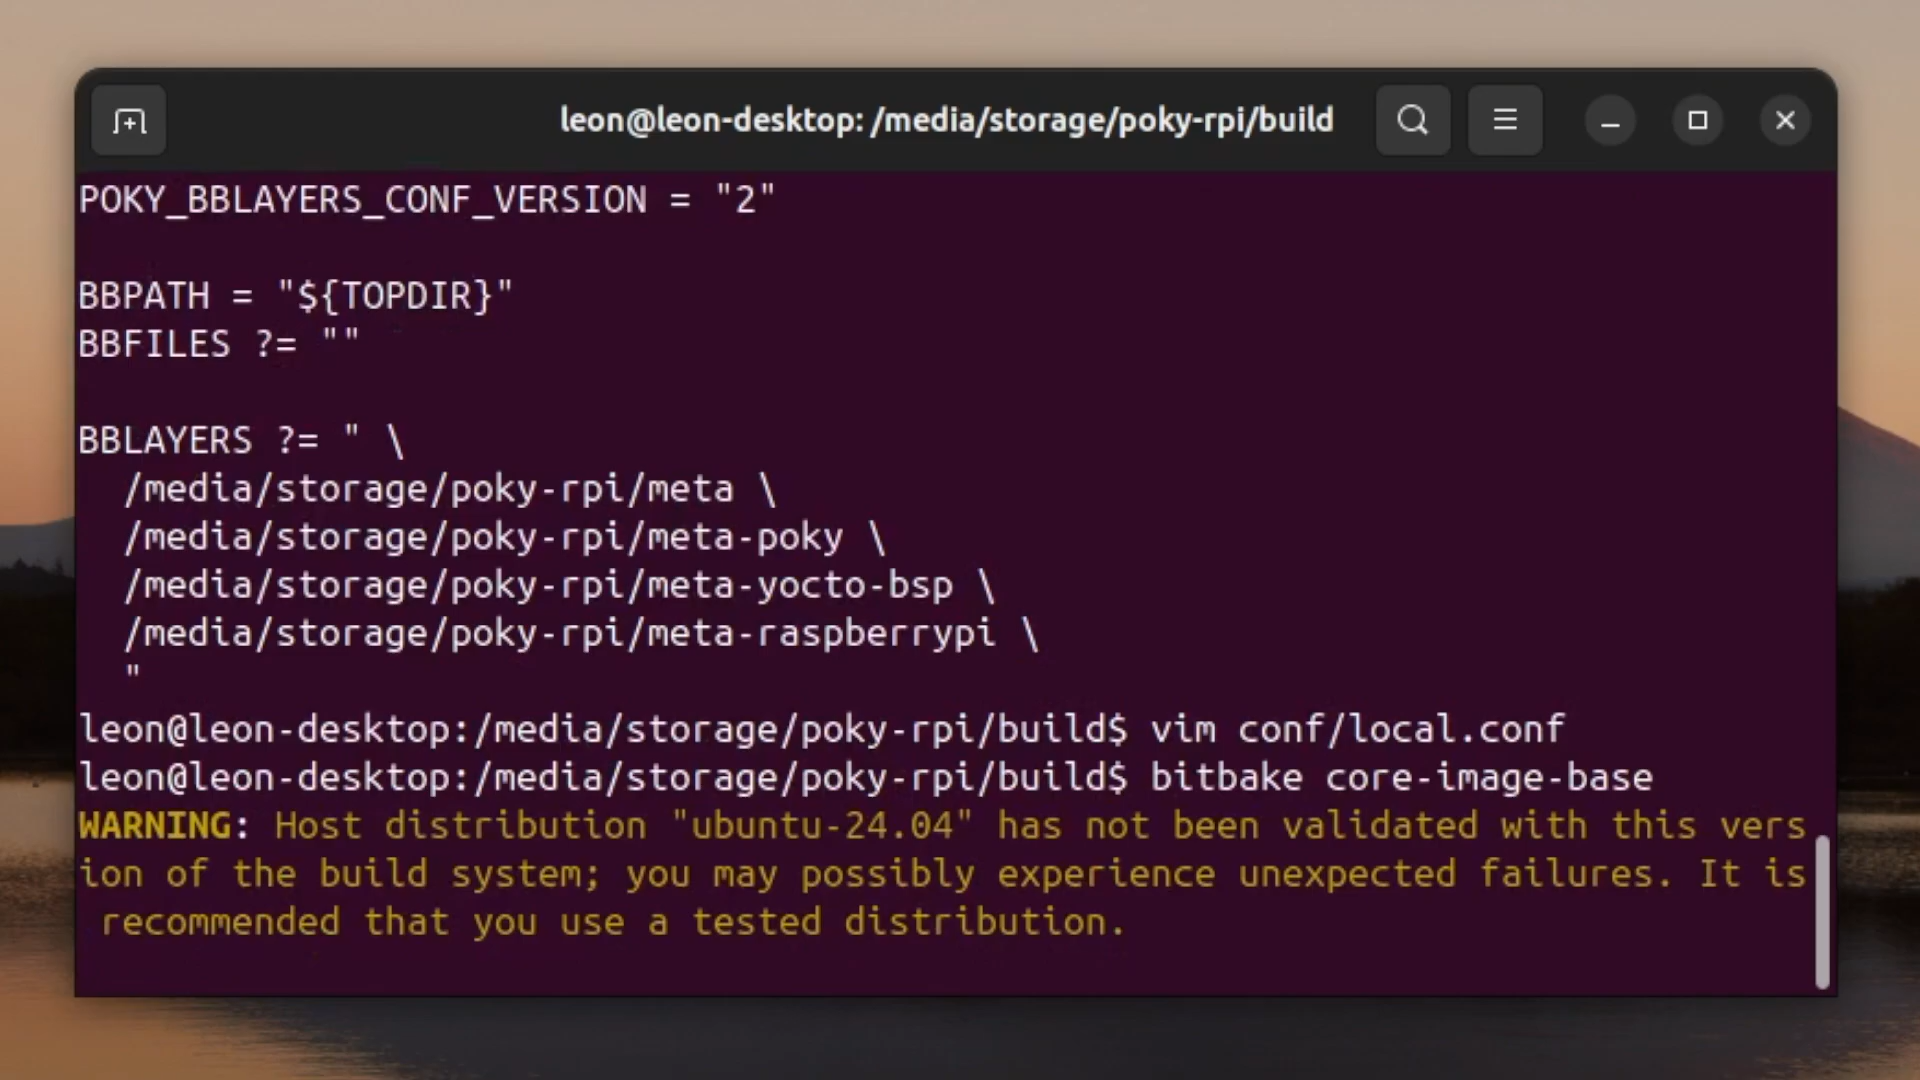 leon@leon-desktop: /media/storage/poky-rpi/build
POKY_BBLAYERS_CONF_VERSION = "2"
BBPATH = "${TOPDIR}"
BBFILES ?= ""
BBLAYERS ?= " \
  /media/storage/poky-rpi/meta \
  /media/storage/poky-rpi/meta-poky \
  /media/storage/poky-rpi/meta-yocto-bsp \
  /media/storage/poky-rpi/meta-raspberrypi \
  "
leon@leon-desktop:/media/storage/poky-rpi/build$ vim conf/local.conf
leon@leon-desktop:/media/storage/poky-rpi/build$ bitbake core-image-base
WARNING: Host distribution "ubuntu-24.04" has not been validated with this vers
ion of the build system; you may possibly experience unexpected failures. It is
 recommended that you use a tested distribution.